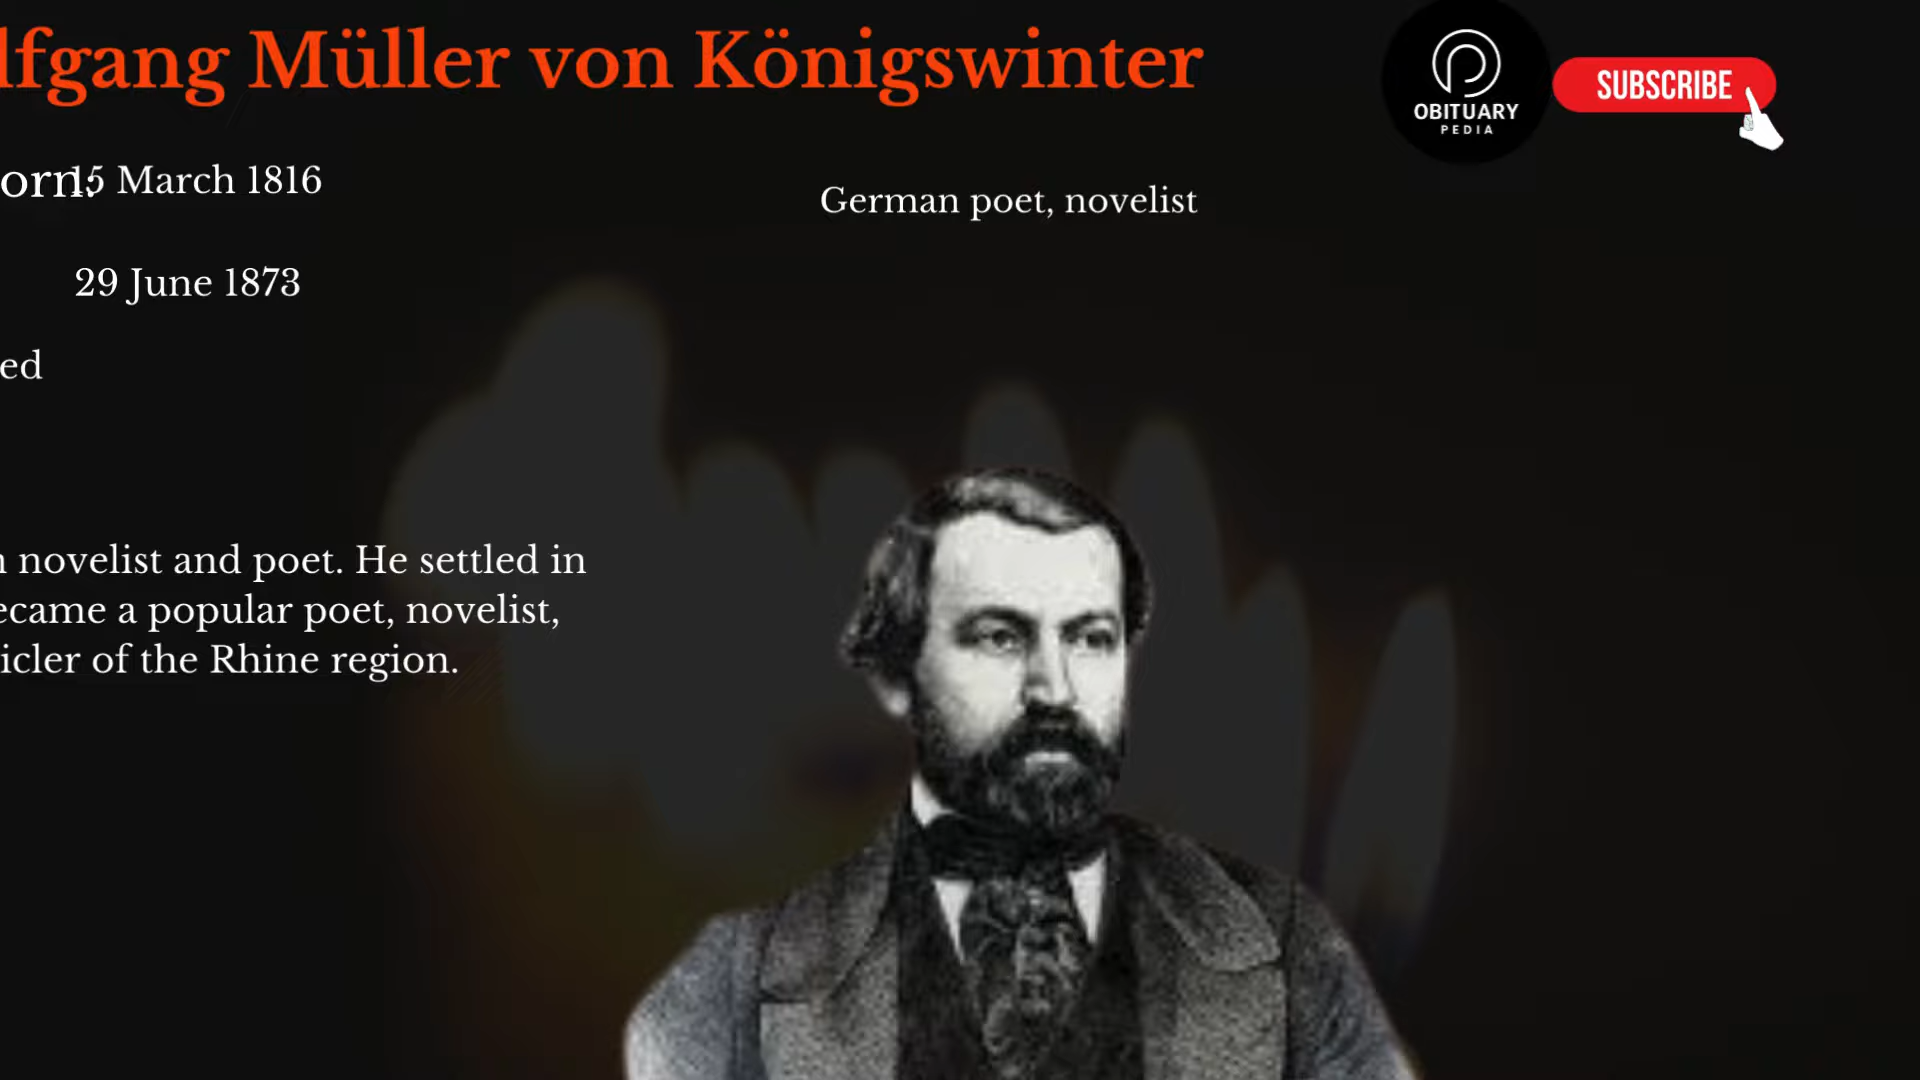 lfgang Müller von Königswinter
OBITUARY
PEDIA
SUBSCRIBE
orn:
15 March 1816
German poet, novelist
29 June 1873
ed
n novelist and poet. He settled in
ecame a popular poet, novelist,
icler of the Rhine region.